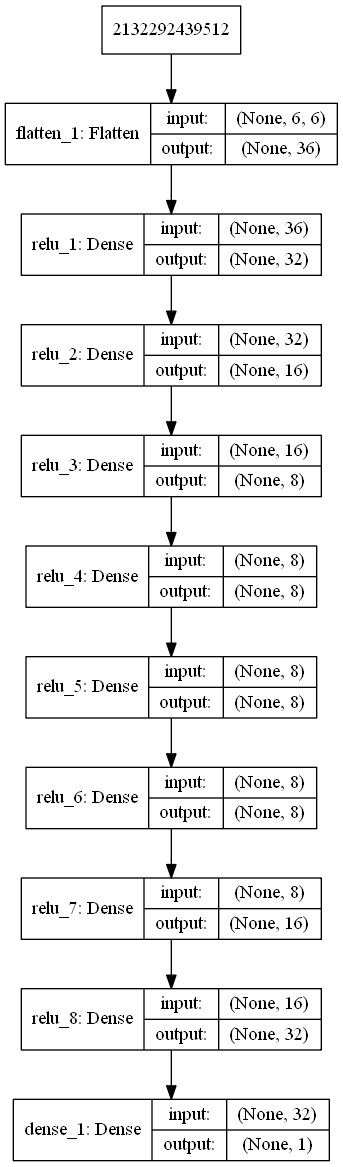 2132292439512
flatten_1: Flatten
input:
(None, 6, 6)
output:
(None, 36)
relu_1: Dense
input:
(None, 36)
output:
(None, 32)
relu_2: Dense
input:
(None, 32)
output:
(None, 16)
relu_3: Dense
input:
(None, 16)
output:
(None, 8)
relu_4: Dense
input:
(None, 8)
output:
(None, 8)
relu_5: Dense
input:
(None, 8)
output:
(None, 8)
relu_6: Dense
input:
(None, 8)
output:
(None, 8)
relu_7: Dense
input:
(None, 8)
output:
(None, 16)
relu_8: Dense
input:
(None, 16)
output:
(None, 32)
dense_1: Dense
input:
(None, 32)
output:
(None, 1)